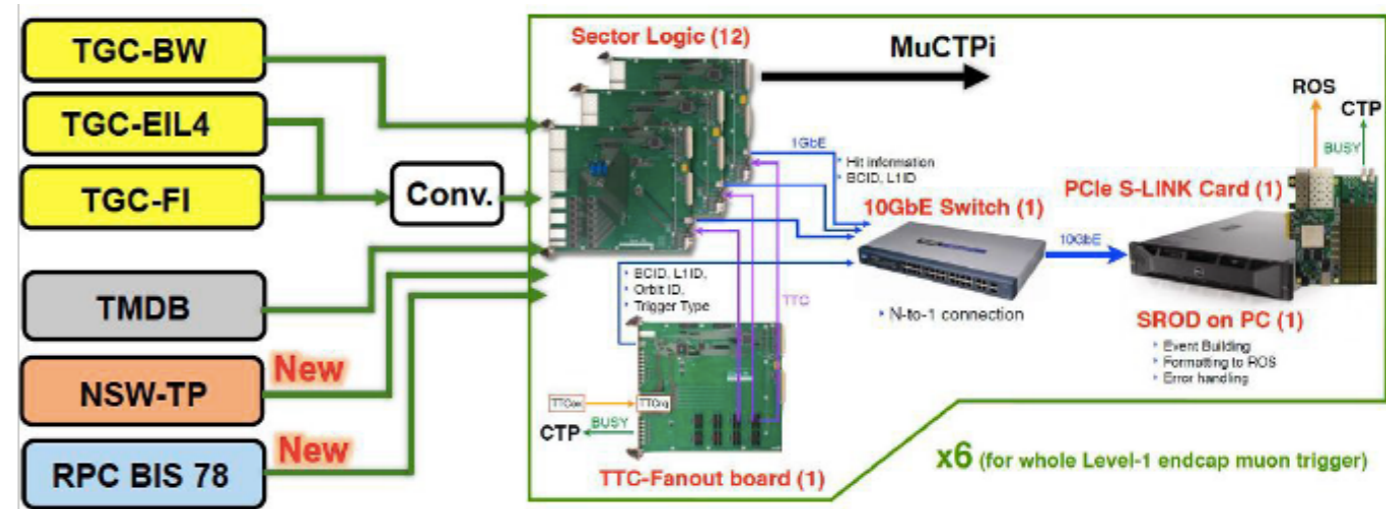 TGC-BW
TGC-EIL4
TGC-FI
Conv.
TMDB
NSW-TP
New
RPC BIS 78
New
Sector Logic (12)
MuCTPi
1GbE
Hit information
BCID, L1ID
10GbE Switch (1)
N-to-1 connection
10GbE
ROS
CTP
BUSY
PCIe S-LINK Card (1)
SROD on PC (1)
Event Building
Formatting to ROS
Error handling
BCID, L1ID,
Orbit ID,
Trigger Type
TTC
TTCrq
CTP
BUSY
TTC-Fanout board (1)
x6 (for whole Level-1 endcap muon trigger)